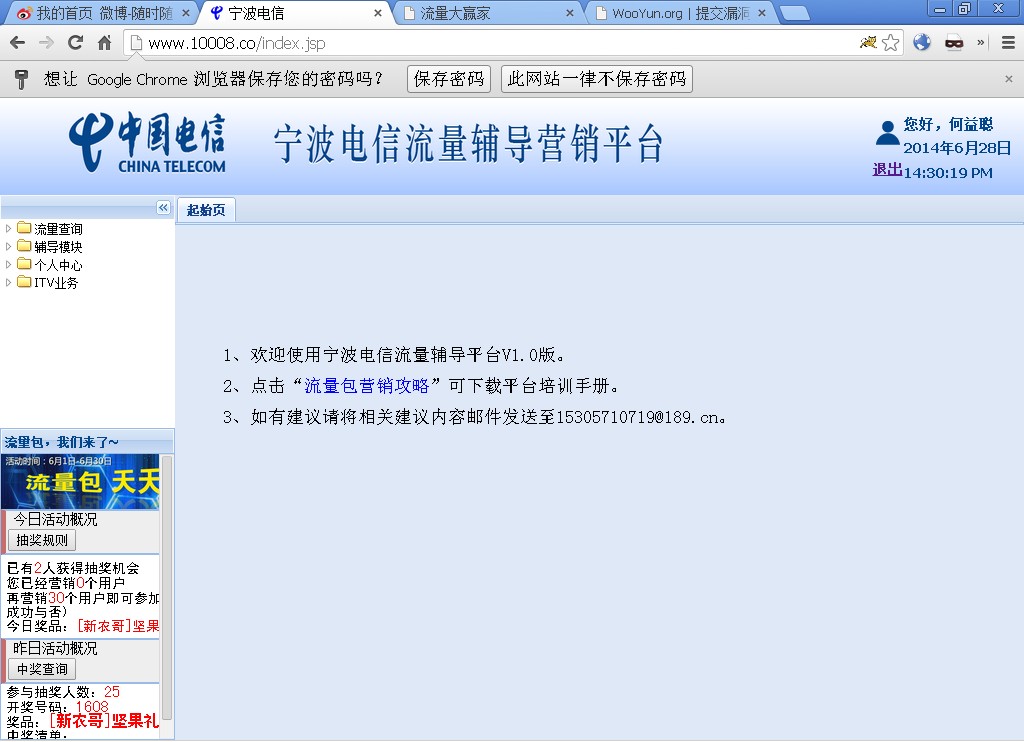 我的首页 微博-随时随
宁波电信
流量大赢家
WooYun.org | 提交漏洞
www.10008.co/index.jsp
想让 Google Chrome 浏览器保存您的密码吗？
保存密码
此网站一律不保存密码
中国电信
CHINA TELECOM
宁波电信流量辅导营销平台
您好，何益聪
2014年6月28日
退出
14:30:19 PM
起始页
流量查询
辅导模块
个人中心
ITV业务
1、欢迎使用宁波电信流量辅导平台V1.0版。
2、点击“流量包营销攻略”可下载平台培训手册。
3、如有建议请将相关建议内容邮件发送至15305710719@189.cn。
流量包，我们来了~
活动时间：6月1日-6月30日
流量包 天天
今日活动概况
抽奖规则
已有2人获得抽奖机会
您已经营销0个用户
再营销30个用户即可参加
成功与否）
今日奖品：[新农哥]坚果
昨日活动概况
中奖查询
参与抽奖人数：25
开奖号码：1608
奖品：[新农哥]坚果礼
中奖清单：